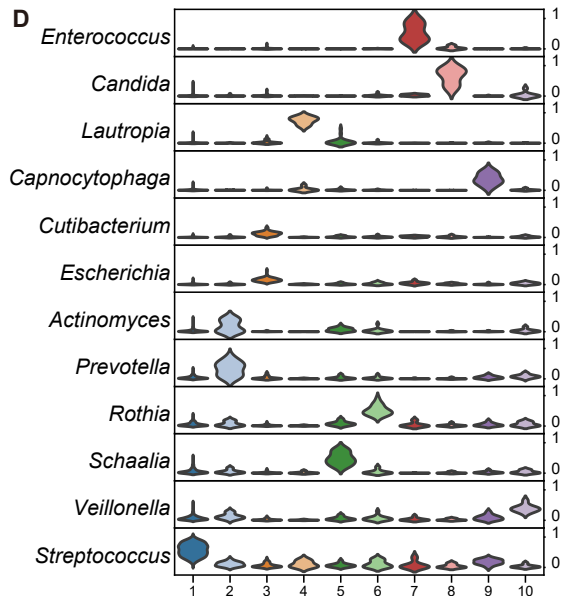 D
Enterococcus 1 0
Candida 1 0
Lautropia 1 0
Capnocytophaga 1 0
Cutibacterium 1 0
Escherichia 1 0
Actinomyces 1 0
Prevotella 1 0
Rothia 1 0
Schaalia 1 0
Veillonella 1 0
Streptococcus 1 0
1 2 3 4 5 6 7 8 9 10